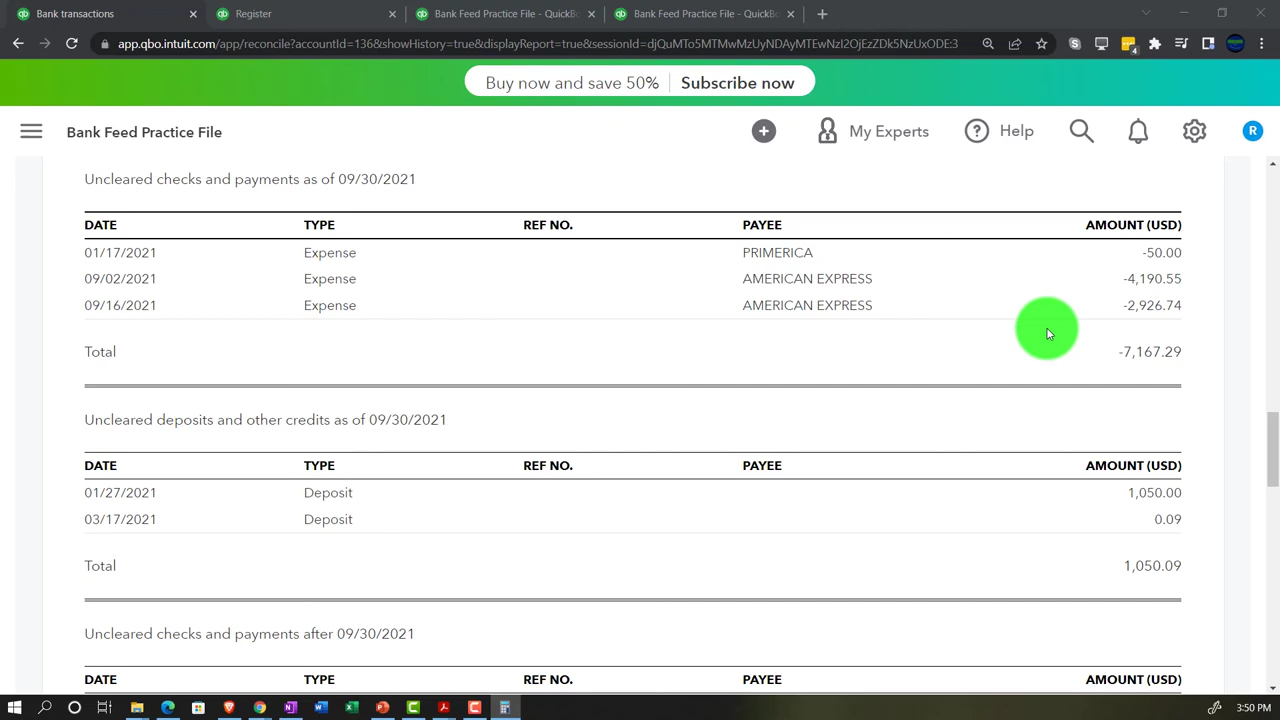 Bank transactions
Register
Bank Feed Practice File - QuickBo
Bank Feed Practice File - QuickBo
app.qbo.intuit.com/app/reconcile?accountId=136&showHistory=true&displayReport=true&sessionId=djQuMTo5MTMwMzUyNDAyMTEwNzI2OjEzZDk5NzUxODE:3
4
Buy now and save 50% Subscribe now
Bank Feed Practice File
My Experts
Help
R
Uncleared checks and payments as of 09/30/2021
DATE TYPE REF NO. PAYEE AMOUNT (USD)
01/17/2021 Expense PRIMERICA -50.00
09/02/2021 Expense AMERICAN EXPRESS -4,190.55
09/16/2021 Expense AMERICAN EXPRESS -2,926.74
Total -7,167.29
Uncleared deposits and other credits as of 09/30/2021
DATE TYPE REF NO. PAYEE AMOUNT (USD)
01/27/2021 Deposit 1,050.00
03/17/2021 Deposit 0.09
Total 1,050.09
Uncleared checks and payments after 09/30/2021
DATE TYPE REF NO. PAYEE AMOUNT (USD)
3:50 PM